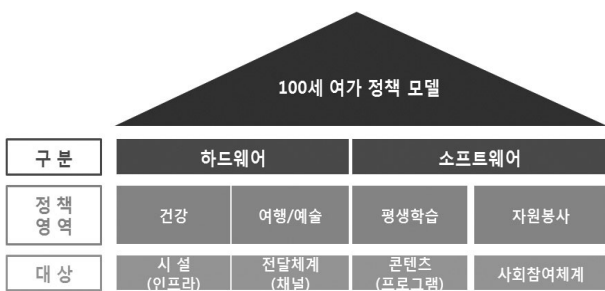 100세 여가 정책 모델
구 분 하드웨어 소프트웨어
정 책
영 역
건강 여행/예술 평생학습 자원봉사
대 상
시 설
(인프라)
전달체계
(채널)
콘텐츠
(프로그램)
사회참여체계